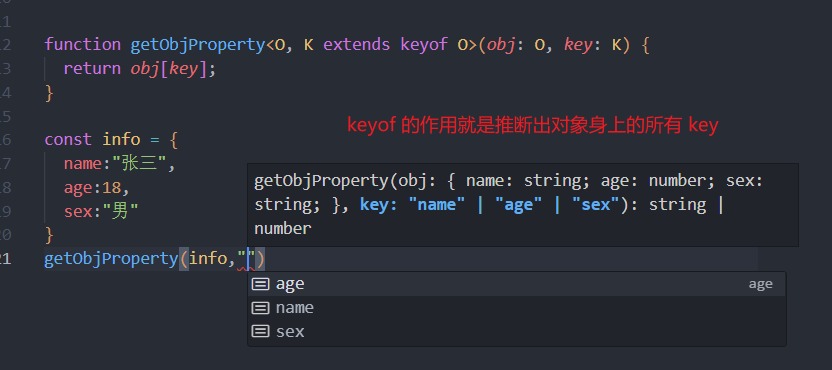 11
12 function getObjProperty<O, K extends keyof O>(obj: O, key: K) {
13 return obj[key];
14 }
15
keyof 的作用就是推断出对象身上的所有 key
16 const info = {
17 name:"张三",
18 age:18,
19 sex:"男"
20 }
21 getObjProperty(info,"")
getObjProperty(obj: { name: string; age: number; sex:
string; }, key: "name" | "age" | "sex"): string |
number
age age
name
sex